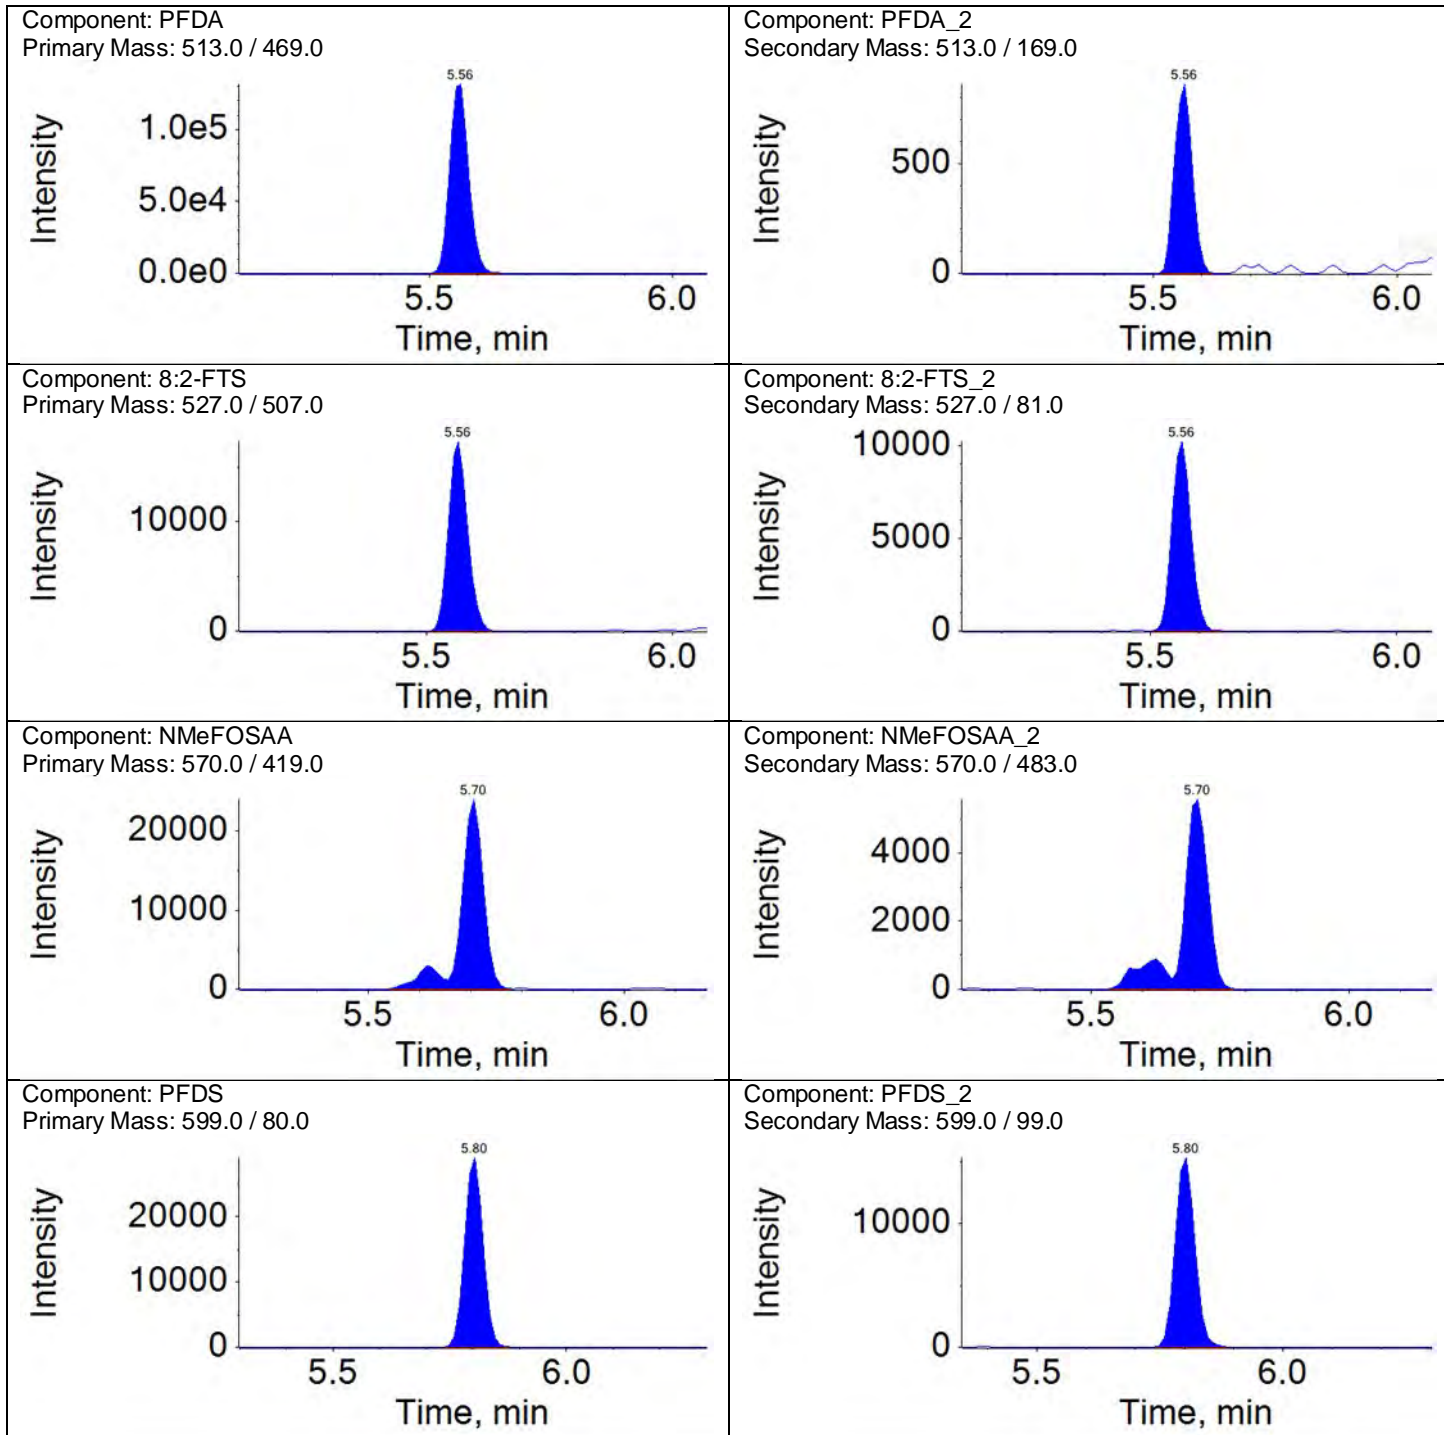 Component: PFDA
Primary Mass: 513.0 / 469.0
5.56
Intensity
1.0e5
5.0e4
0.0e0
5.5 6.0
Time, min
Component: PFDA_2
Secondary Mass: 513.0 / 169.0
5.56
Intensity
500
0
5.5 6.0
Time, min
Component: 8:2-FTS
Primary Mass: 527.0 / 507.0
5.56
Intensity
10000
0
5.5 6.0
Time, min
Component: 8:2-FTS_2
Secondary Mass: 527.0 / 81.0
5.56
Intensity
10000
5000
0
5.5 6.0
Time, min
Component: NMeFOSAA
Primary Mass: 570.0 / 419.0
5.70
Intensity
20000
10000
0
5.5 6.0
Time, min
Component: NMeFOSAA_2
Secondary Mass: 570.0 / 483.0
5.70
Intensity
4000
2000
0
5.5 6.0
Time, min
Component: PFDS
Primary Mass: 599.0 / 80.0
5.80
Intensity
20000
10000
0
5.5 6.0
Time, min
Component: PFDS_2
Secondary Mass: 599.0 / 99.0
5.80
Intensity
10000
0
5.5 6.0
Time, min